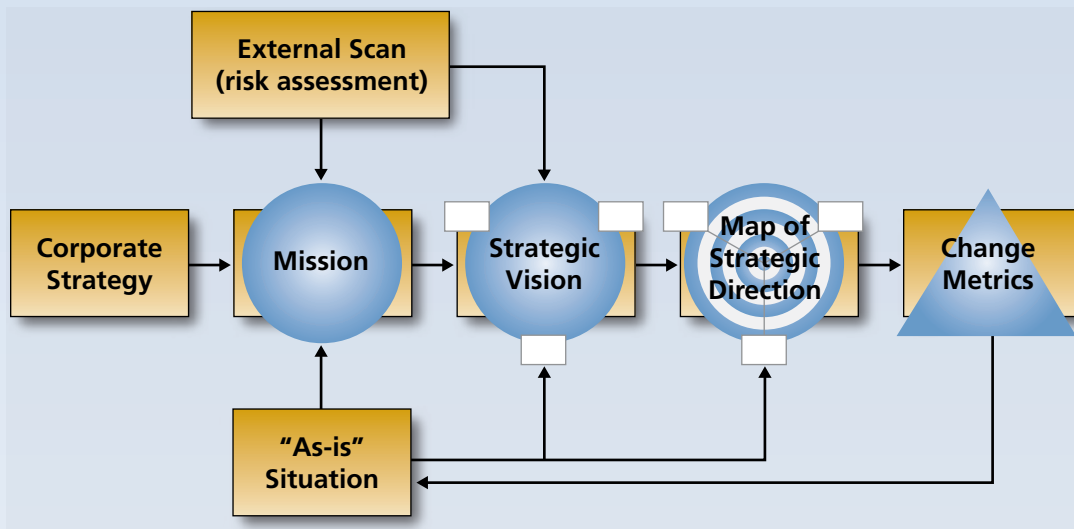 External Scan
(risk assessment)
Corporate
Strategy
Mission
Strategic
Vision
Map of
Strategic
Direction
Change
Metrics
“As-is”
Situation